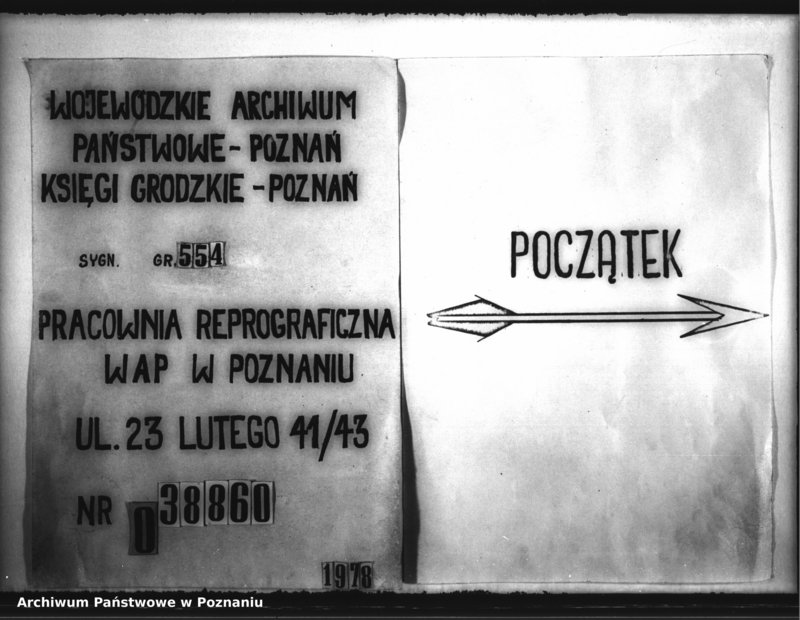 WOJEWÓDZKIE ARCHIWUM
PAŃSTWOWE - POZNAŃ
KSIĘGI GRODZKIE - POZNAŃ
SYGN. GR. 554
PRACOWNIA REPROGRAFICZNA
WAP W POZNANIU
UL. 23 LUTEGO 41/43
NR 038860
1978
POCZĄTEK
Archiwum Państwowe w Poznaniu